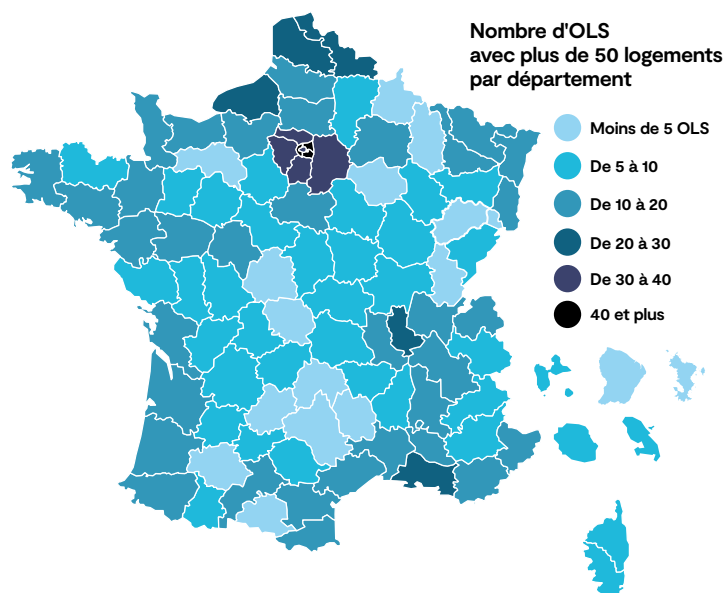 Nombre d'OLS
avec plus de 50 logements
par département
Moins de 5 OLS
De 5 à 10
De 10 à 20
De 20 à 30
De 30 à 40
40 et plus